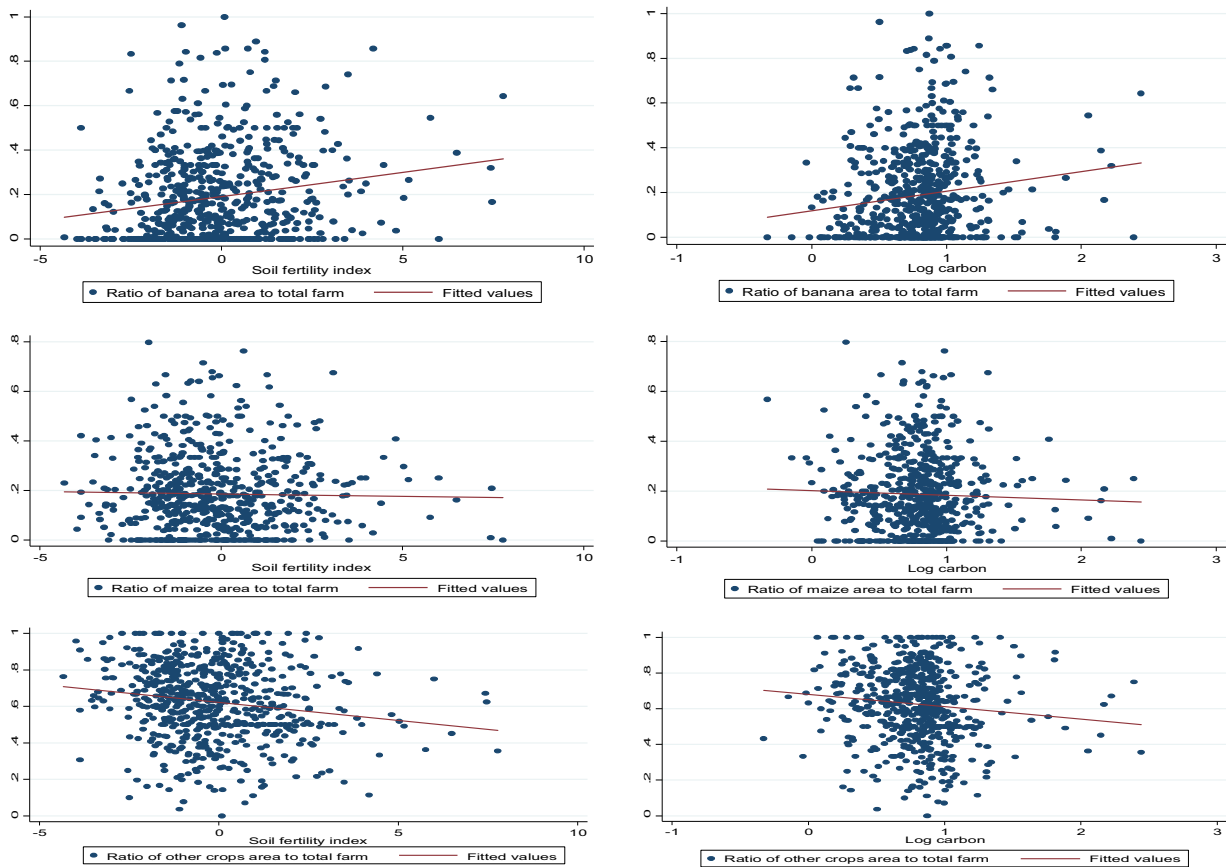 1
.8
.6
.4
.2
0
-5 0 5 10
Soil fertility index
Ratio of banana area to total farm Fitted values
1
.8
.6
.4
.2
0
-1 0 1 2 3
Log carbon
Ratio of banana area to total farm Fitted values
.8
.6
.4
.2
0
-5 0 5 10
Soil fertility index
Ratio of maize area to total farm Fitted values
.8
.6
.4
.2
0
-1 0 1 2 3
Log carbon
Ratio of maize area to total farm Fitted values
1
.8
.6
.4
.2
0
-5 0 5 10
Soil fertility index
Ratio of other crops area to total farm Fitted values
1
.8
.6
.4
.2
0
-1 0 1 2 3
Log carbon
Ratio of other crops area to total farm Fitted values